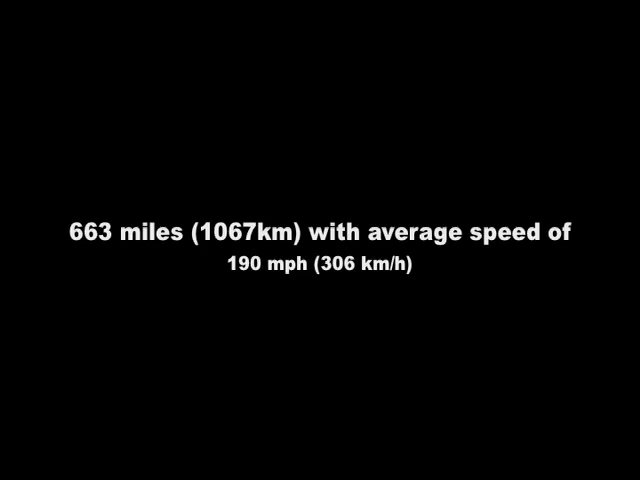 663 miles (1067km) with average speed of
190 mph (306 km/h)